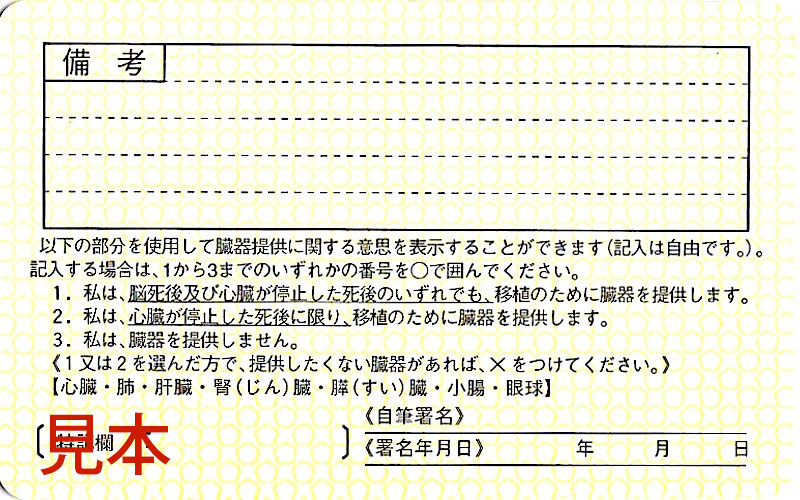 備考
以下の部分を使用して臓器提供に関する意思を表示することができます(記入は自由です。)。
記入する場合は、1から3までのいずれかの番号を〇で囲んでください。
1. 私は、脳死後及び心臓が停止した死後のいずれでも、移植のために臓器を提供します。
2. 私は、心臓が停止した死後に限り、移植のために臓器を提供します。
3. 私は、臓器を提供しません。
《1又は2を選んだ方で、提供したくない臓器があれば、×をつけてください。》
【心臓・肺・肝臓・腎(じん)臓・膵(すい)臓・小腸・眼球】
《自筆署名》
〔特記欄: 〕
見本
《署名年月日》 年 月 日